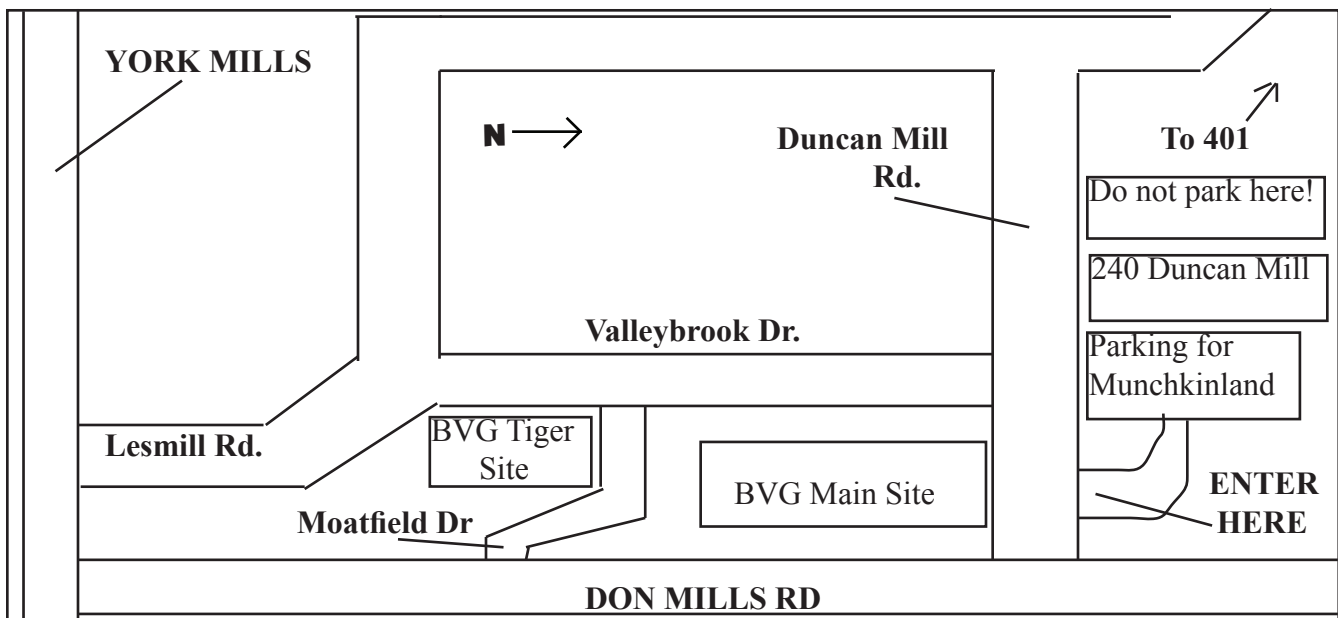 YORK MILLS
N
Duncan Mill
Rd.
To 401
Do not park here!
240 Duncan Mill
Valleybrook Dr.
Parking for
Munchkinland
Lesmill Rd.
BVG Tiger
Site
BVG Main Site
ENTER
HERE
Moatfield Dr
DON MILLS RD